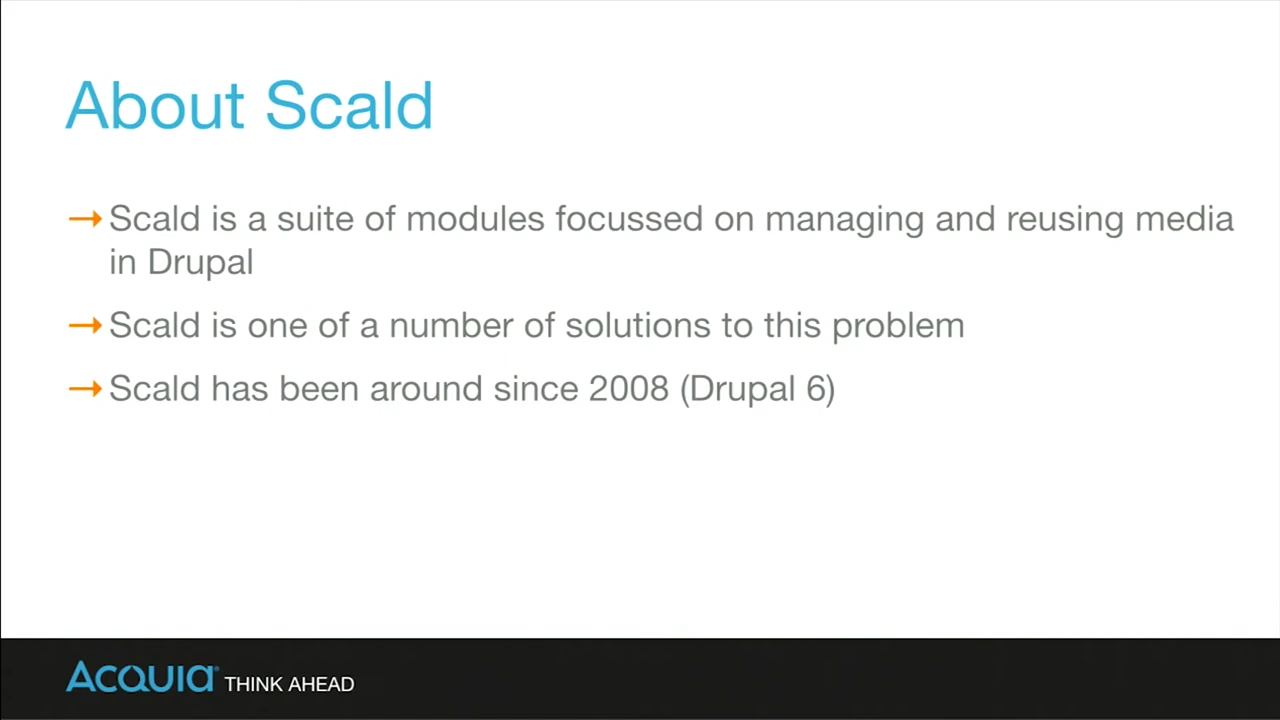 About Scald
→ Scald is a suite of modules focussed on managing and reusing media
in Drupal
→ Scald is one of a number of solutions to this problem
→ Scald has been around since 2008 (Drupal 6)
ACQUIA® THINK AHEAD